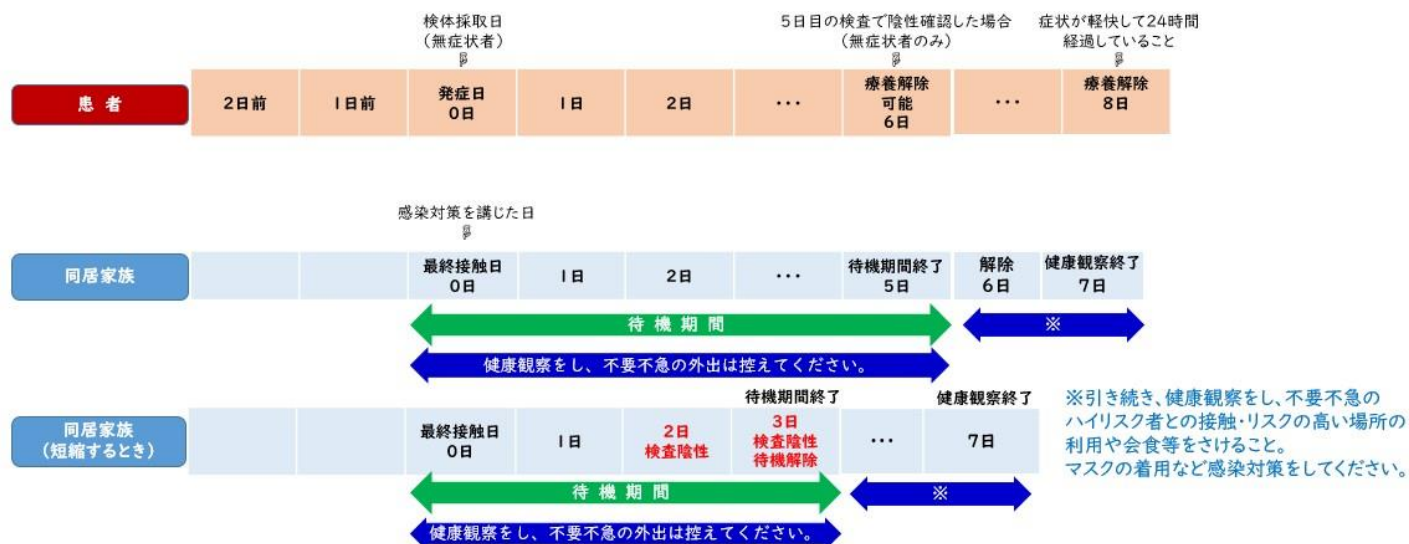 検体採取日
(無症状者)
5日目の検査で陰性確認した場合
(無症状者のみ)
症状が軽快して24時間
経過していること
患者
2日前
1日前
発症日
0日
1日
2日
・・・
療養解除
可能
6日
・・・
療養解除
8日
感染対策を講じた日
同居家族
最終接触日
0日
1日
2日
・・・
待機期間終了
5日
解除
6日
健康観察終了
7日
待機期間
※
健康観察をし、不要不急の外出は控えてください。
待機期間終了
健康観察終了
同居家族
(短縮するとき)
最終接触日
0日
1日
2日
検査陰性
3日
検査陰性
待機解除
・・・
7日
待機期間
※
健康観察をし、不要不急の外出は控えてください。
※引き続き、健康観察をし、不要不急の
ハイリスク者との接触・リスクの高い場所の
利用や会食等をさけること。
マスクの着用など感染対策をしてください。